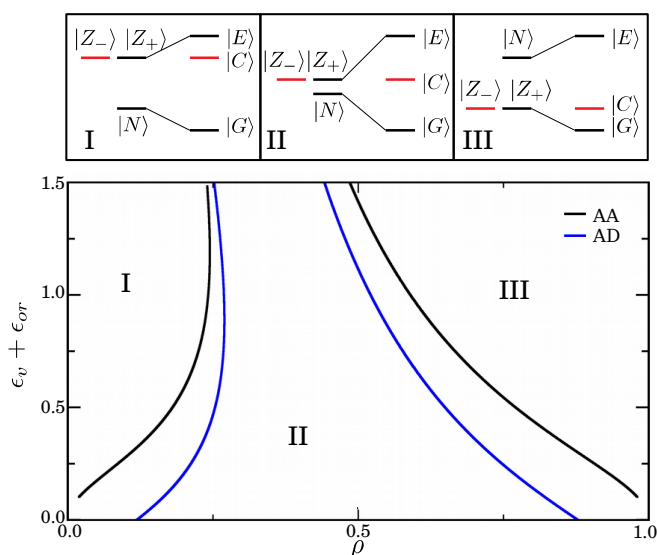 |Z₋⟩ |Z₊⟩ |E⟩
|C⟩
|N⟩
|G⟩
I
|E⟩
|Z₋⟩ |Z₊⟩ |C⟩
|N⟩
|G⟩
II
|N⟩ |E⟩
|Z₋⟩ |Z₊⟩ |C⟩
|G⟩
III
1.5
AA
AD
I
III
1.0
ϵᵥ + ϵₒᵣ
0.5
II
0.0
0.0 0.5 1.0
ρ